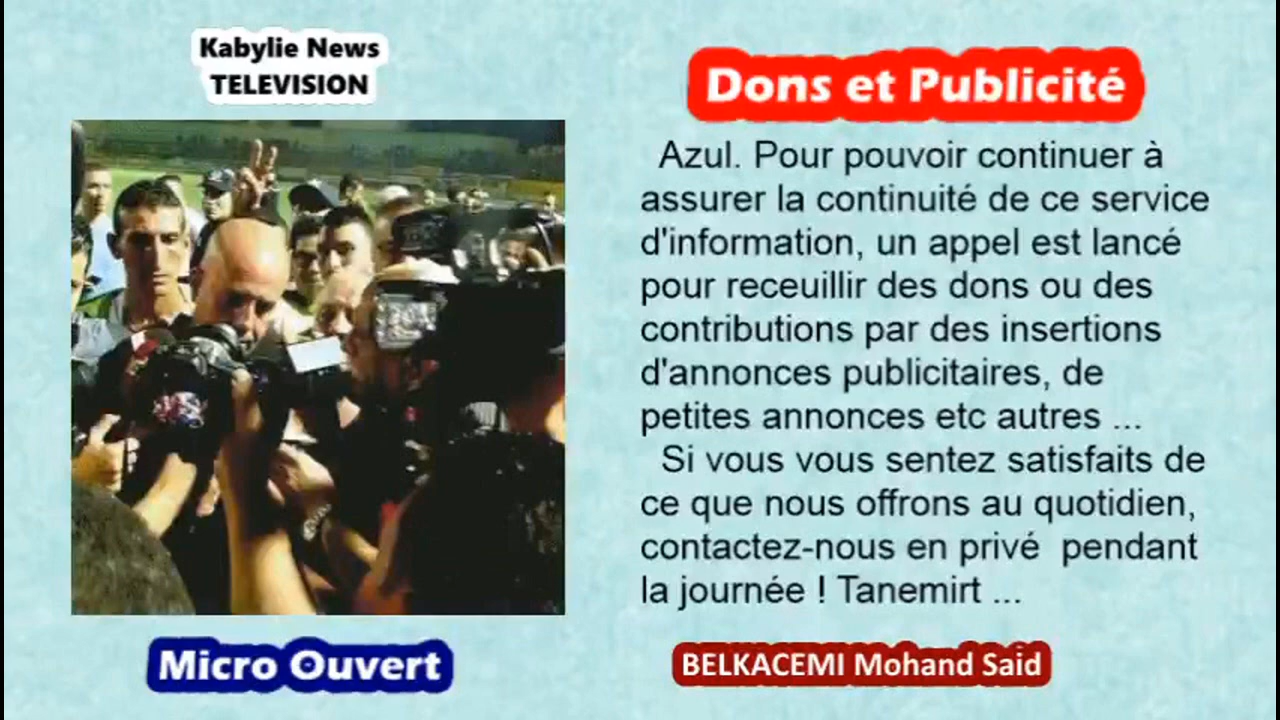 Kabylie News
TELEVISION
Dons et Publicité
Azul. Pour pouvoir continuer à
assurer la continuité de ce service
d'information, un appel est lancé
pour receuillir des dons ou des
contributions par des insertions
d'annonces publicitaires, de
petites annonces etc autres ...
Si vous vous sentez satisfaits de
ce que nous offrons au quotidien,
contactez-nous en privé pendant
la journée ! Tanemirt ...
Micro Ouvert
BELKACEMI Mohand Said